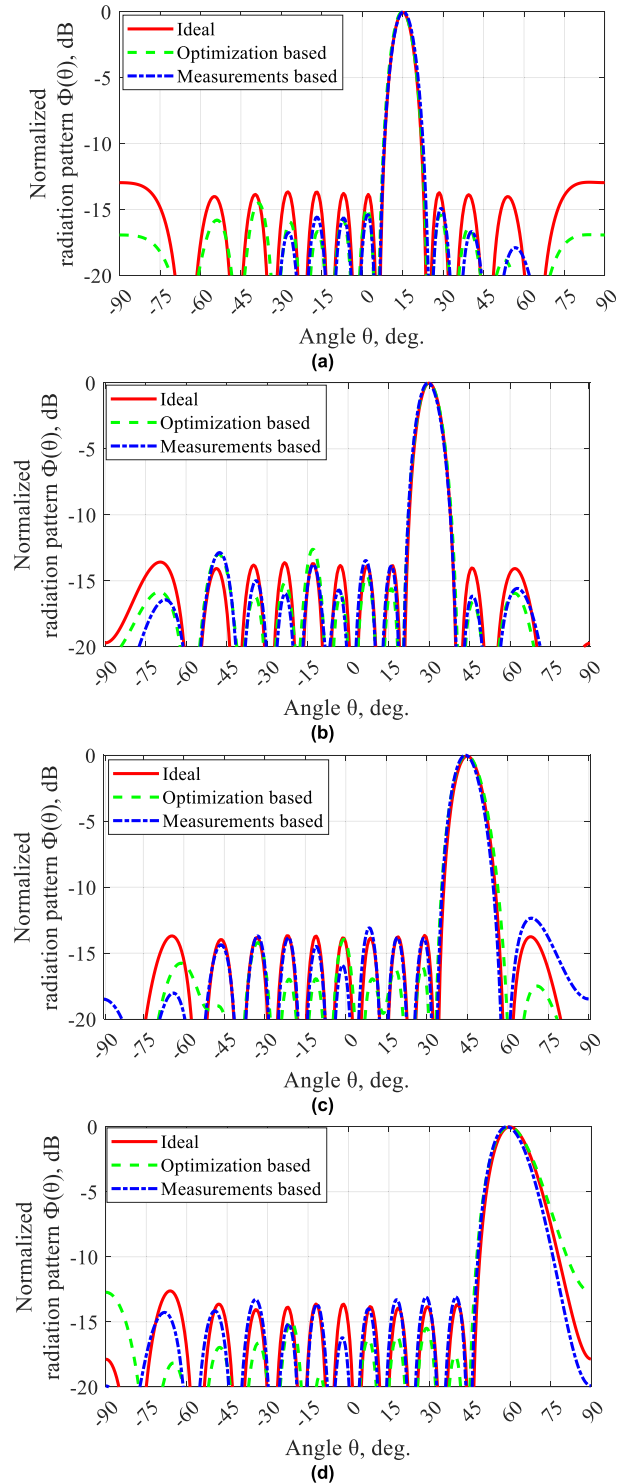 Normalized
radiation pattern Φ(θ), dB
0
-5
-10
-15
-20
Ideal
Optimization based
Measurements based
-90
-75
-60
-45
-30
-15
0
15
30
45
60
75
90
Angle θ, deg.
(a)
Normalized
radiation pattern Φ(θ), dB
0
-5
-10
-15
-20
Ideal
Optimization based
Measurements based
-90
-75
-60
-45
-30
-15
0
15
30
45
60
75
90
Angle θ, deg.
(b)
Normalized
radiation pattern Φ(θ), dB
0
-5
-10
-15
-20
Ideal
Optimization based
Measurements based
-90
-75
-60
-45
-30
-15
0
15
30
45
60
75
90
Angle θ, deg.
(c)
Normalized
radiation pattern Φ(θ), dB
0
-5
-10
-15
-20
Ideal
Optimization based
Measurements based
-90
-75
-60
-45
-30
-15
0
15
30
45
60
75
90
Angle θ, deg.
(d)